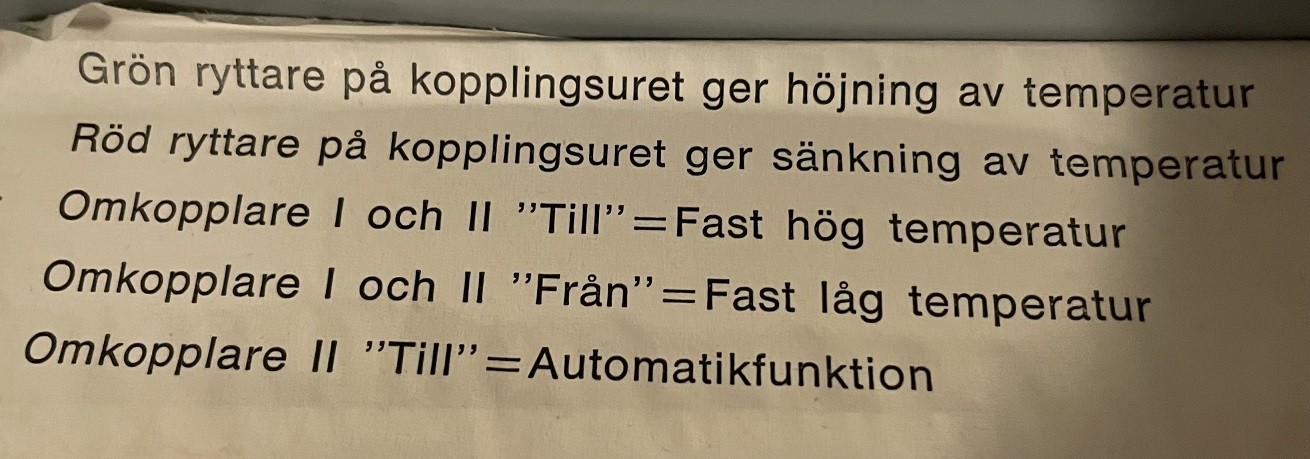 Grön ryttare på kopplingsuret ger höjning av temperatur
Röd ryttare på kopplingsuret ger sänkning av temperatur
Omkopplare I och II ”Till”=Fast hög temperatur
Omkopplare I och II ”Från”=Fast låg temperatur
Omkopplare II ”Till”=Automatikfunktion